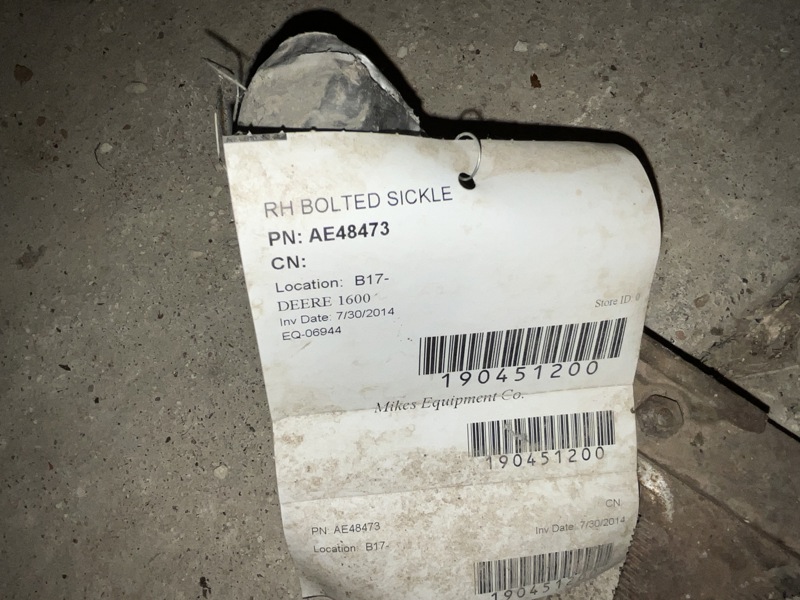 RH BOLTED SICKLE
PN: AE48473
CN:
Location: B17-
DEERE 1600
Inv Date: 7/30/2014
EQ-06944
Store ID:
190451200
Mikes Equipment Co.
190451200
PN AE48473
CN
Location: B17-
Inv Date: 7/30/2014